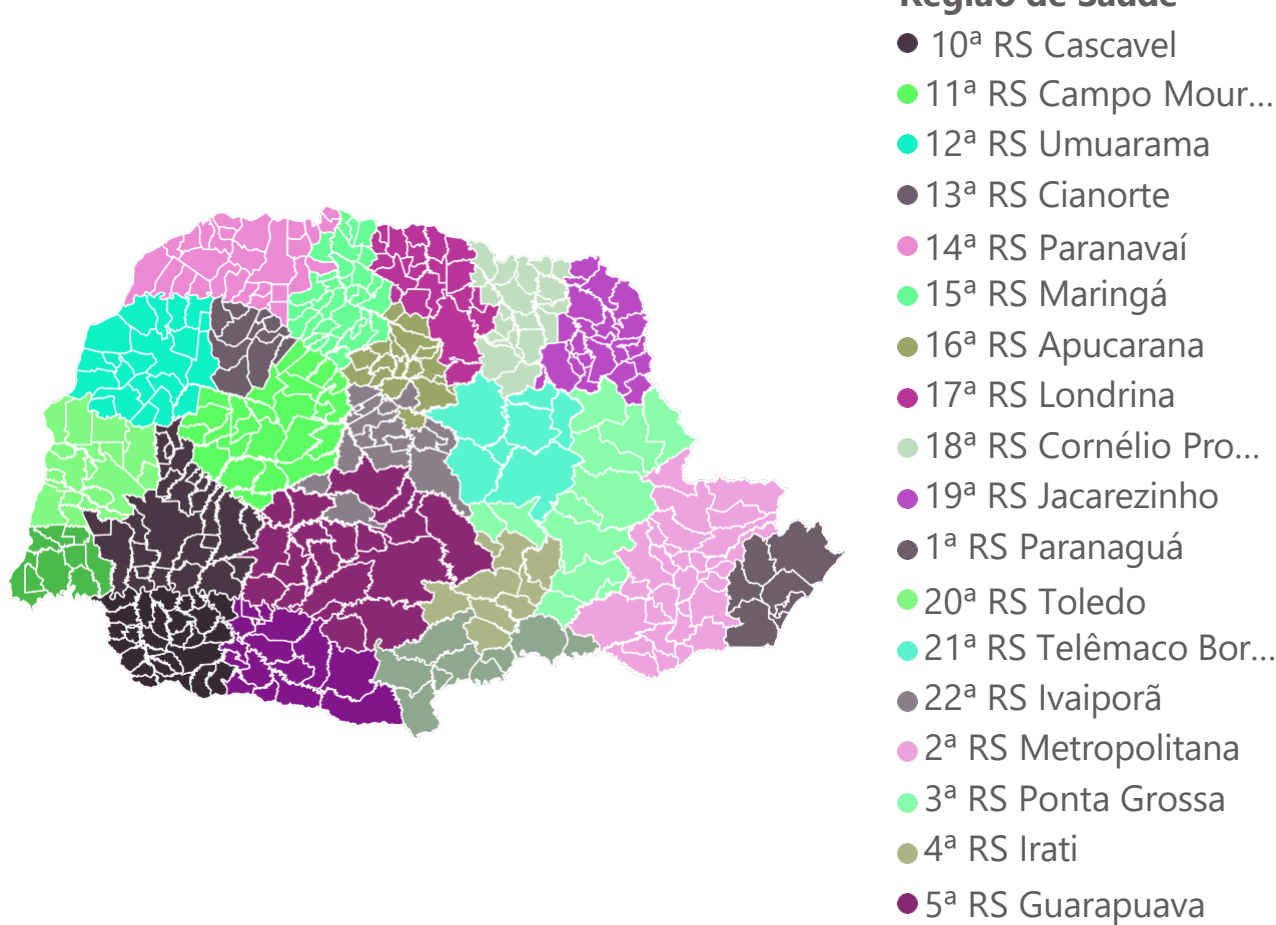 Região de Saúde
10ª RS Cascavel
11ª RS Campo Mour...
12ª RS Umuarama
13ª RS Cianorte
14ª RS Paranavaí
15ª RS Maringá
16ª RS Apucarana
17ª RS Londrina
18ª RS Cornélio Pro...
19ª RS Jacarezinho
1ª RS Paranaguá
20ª RS Toledo
21ª RS Telêmaco Bor...
22ª RS Ivaiporã
2ª RS Metropolitana
3ª RS Ponta Grossa
4ª RS Irati
5ª RS Guarapuava